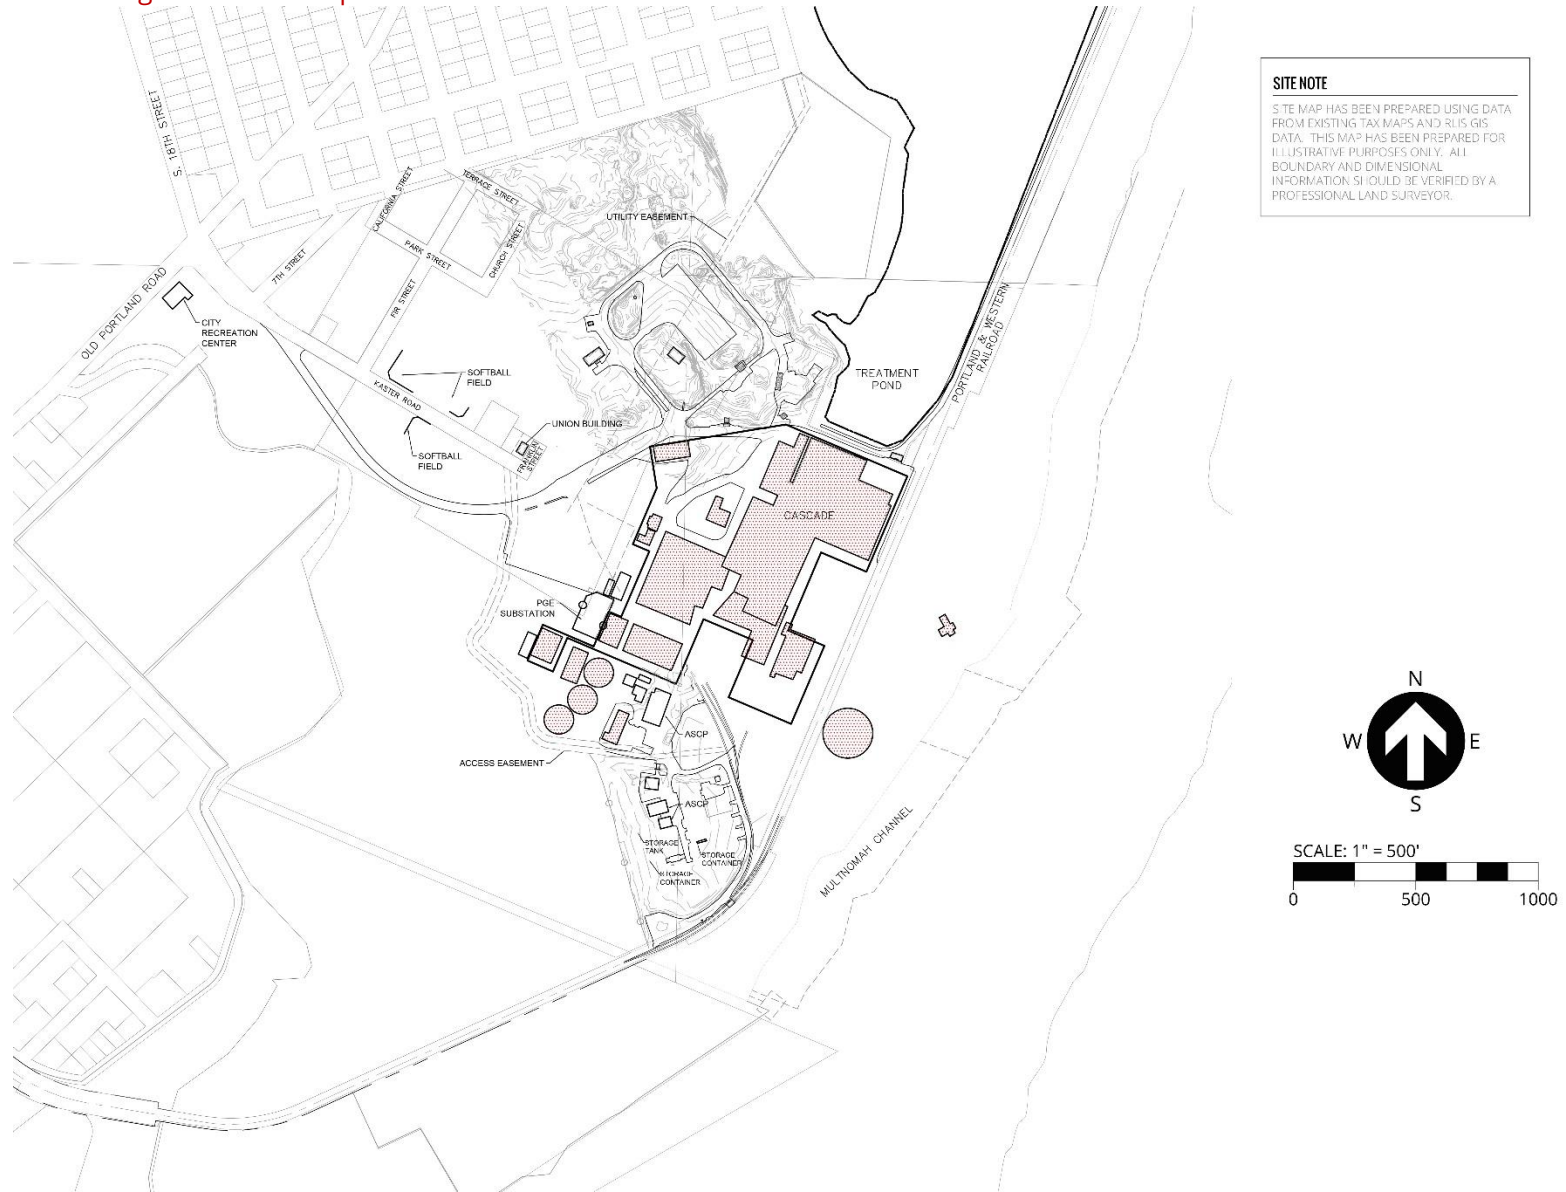 SITE NOTE
SITE MAP HAS BEEN PREPARED USING DATA
FROM EXISTING TAX MAPS AND RLIS GIS
DATA. THIS MAP HAS BEEN PREPARED FOR
ILLUSTRATIVE PURPOSES ONLY. ALL
BOUNDARY AND DIMENSIONAL
INFORMATION SHOULD BE VERIFIED BY A
PROFESSIONAL LAND SURVEYOR.
S. 18TH STREET
CALIFORNIA STREET
TERRACE STREET
UTILITY EASEMENT
PARK STREET
CHURCH STREET
7TH STREET
FIR STREET
OLD PORTLAND ROAD
CITY
RECREATION
CENTER
PORTLAND & WESTERN
RAILROAD
SOFTBALL
FIELD
TREATMENT
POND
KASTER ROAD
UNION BUILDING
FRANKLIN
STREET
SOFTBALL
FIELD
CASCADE
PGE
SUBSTATION
ASCP
ACCESS EASEMENT
ASCP
STORAGE
TANK
STORAGE
CONTAINER
STORAGE
CONTAINER
MULTNOMAH CHANNEL
N
W E
S
SCALE: 1" = 500'
0 500 1000